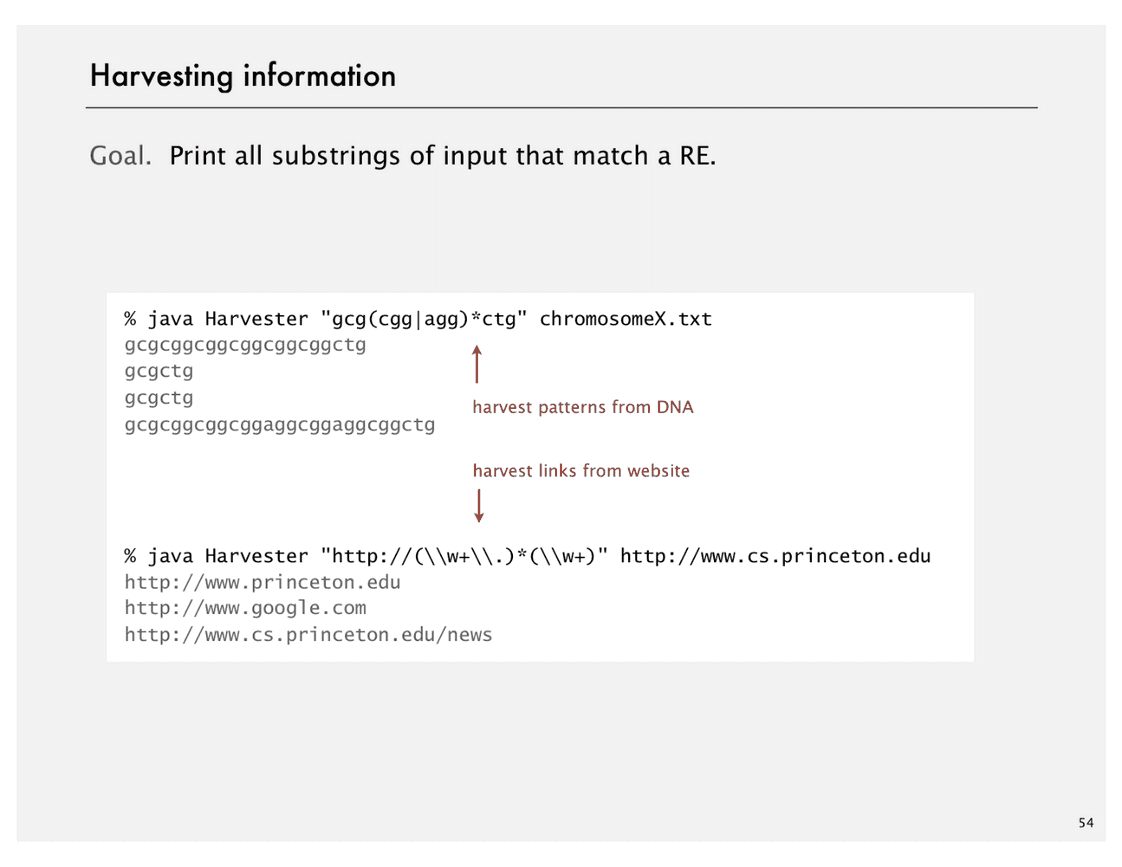 Harvesting information
Goal. Print all substrings of input that match a RE.
% java Harvester "gcg(cgg|agg)*ctg" chromosomeX.txt
gcgcggcggcggcggcggctg
gcgctg
gcgctg
gcgcggcggcggaggcggaggcggctg
harvest patterns from DNA
harvest links from website
% java Harvester "http://(\\w+\\.)*(\\w+)" http://www.cs.princeton.edu
http://www.princeton.edu
http://www.google.com
http://www.cs.princeton.edu/news
54